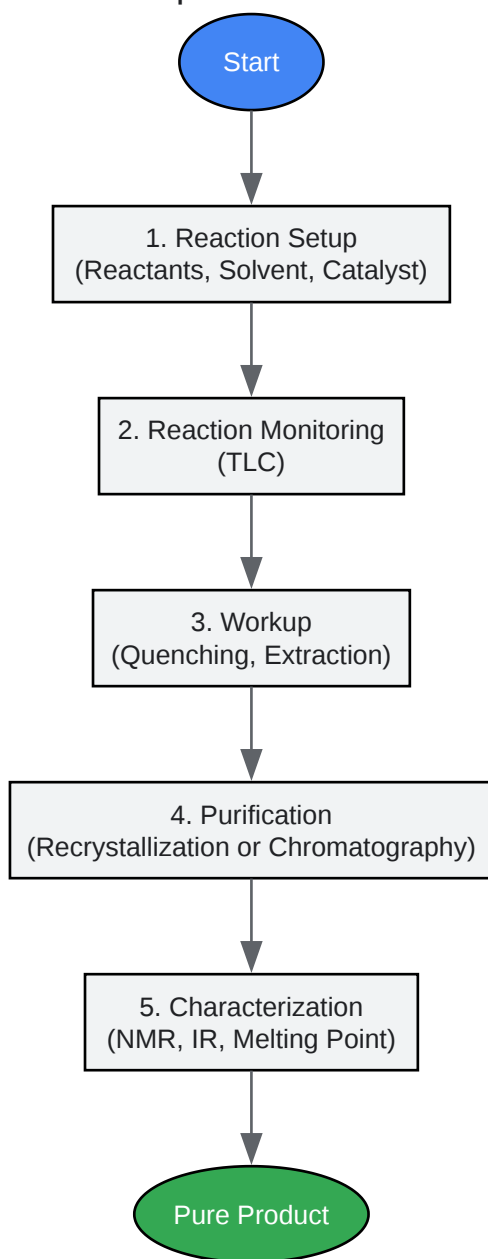 Start
1. Reaction Setup
(Reactants, Solvent, Catalyst)
2. Reaction Monitoring
(TLC)
3. Workup
(Quenching, Extraction)
4. Purification
(Recrystallization or Chromatography)
5. Characterization
(NMR, IR, Melting Point)
Pure Product